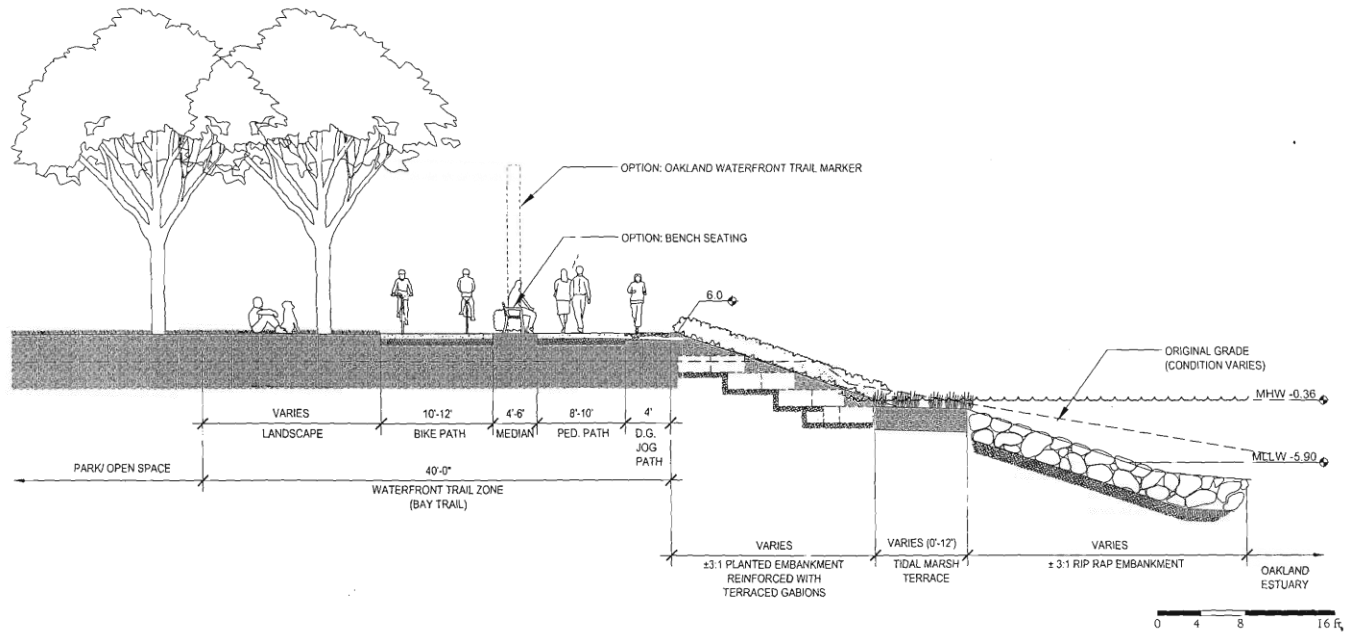 OPTION: OAKLAND WATERFRONT TRAIL MARKER
OPTION: BENCH SEATING
6.0
ORIGINAL GRADE
(CONDITION VARIES)
MHW -0.36
MLLW -5.90
VARIES
LANDSCAPE
10'-12'
BIKE PATH
4'-6'
MEDIAN
8'-10'
PED. PATH
4'
D.G.
JOG
PATH
PARK/ OPEN SPACE
40'-0"
WATERFRONT TRAIL ZONE
(BAY TRAIL)
VARIES
±3:1 PLANTED EMBANKMENT
REINFORCED WITH
TERRACED GABIONS
VARIES (0'-12')
TIDAL MARSH
TERRACE
VARIES
± 3:1 RIP RAP EMBANKMENT
OAKLAND
ESTUARY
0 4 8 16 ft.